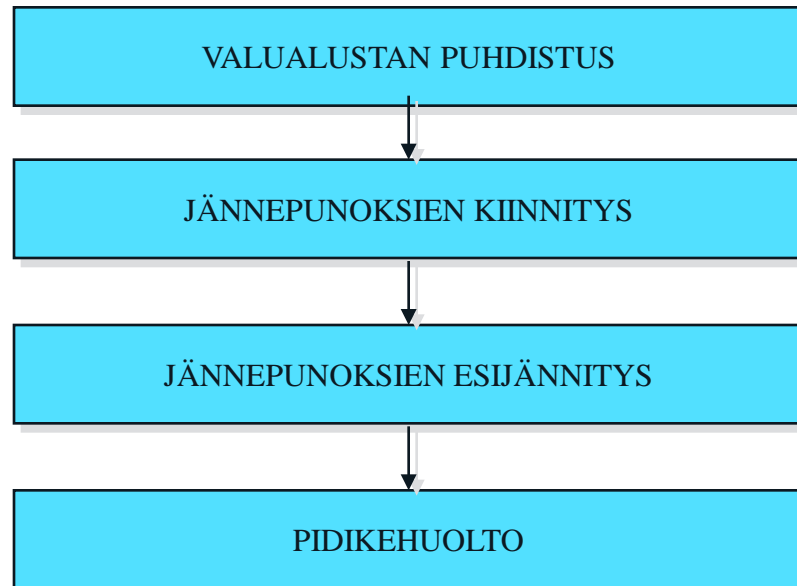 VALUALUSTAN PUHDISTUS
JÄNNEPUNOKSIEN KIINNITYS
JÄNNEPUNOKSIEN ESIJÄNNITYS
PIDIKEHUOLTO